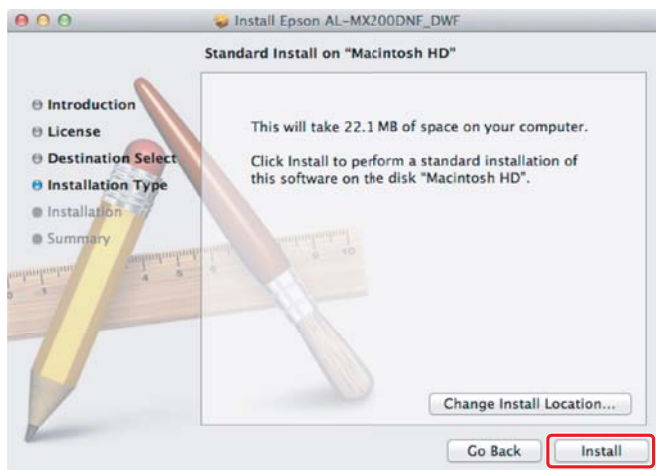 Install Epson AL-MX200DNF_DWF
Standard Install on "Macintosh HD"
Introduction
License
Destination Select
Installation Type
Installation
Summary
This will take 22.1 MB of space on your computer.
Click Install to perform a standard installation of
this software on the disk "Macintosh HD".
Change Install Location...
Go Back
Install